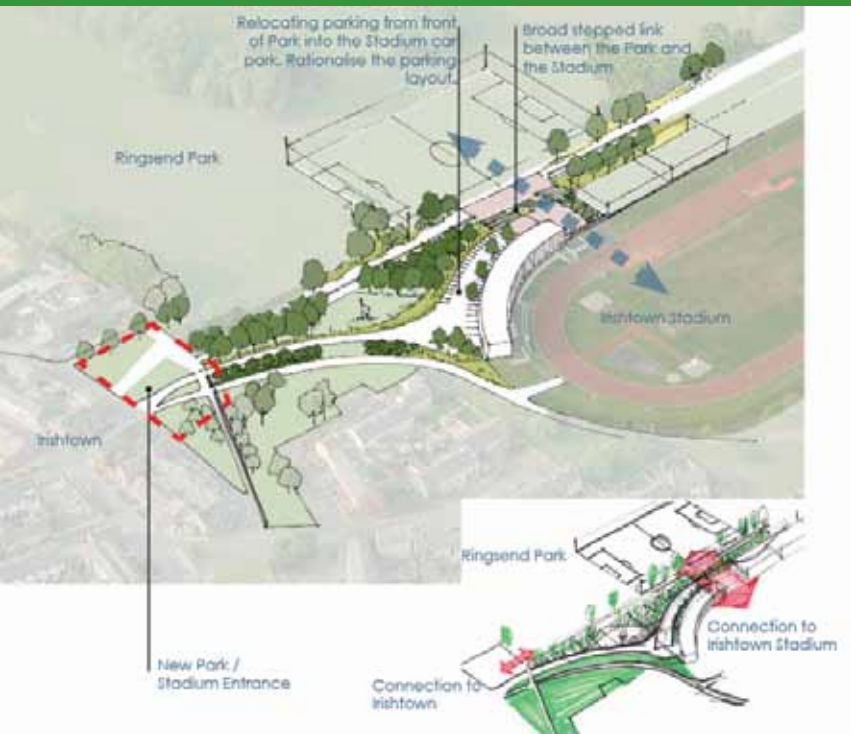 Relocating parking from front
of Park into the Stadium car
park. Rationalise the parking
layout.
Broad stepped link
between the Park and
the Stadium
Ringsend Park
Irishtown Stadium
Irishtown
New Park /
Stadium Entrance
Ringsend Park
Connection to
Irishtown Stadium
Connection to
Irishtown